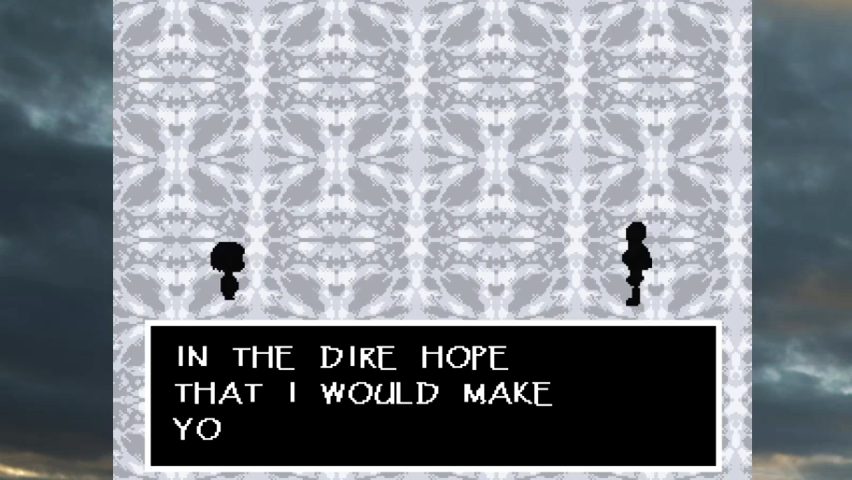 IN THE DIRE HOPE
THAT I WOULD MAKE
YO